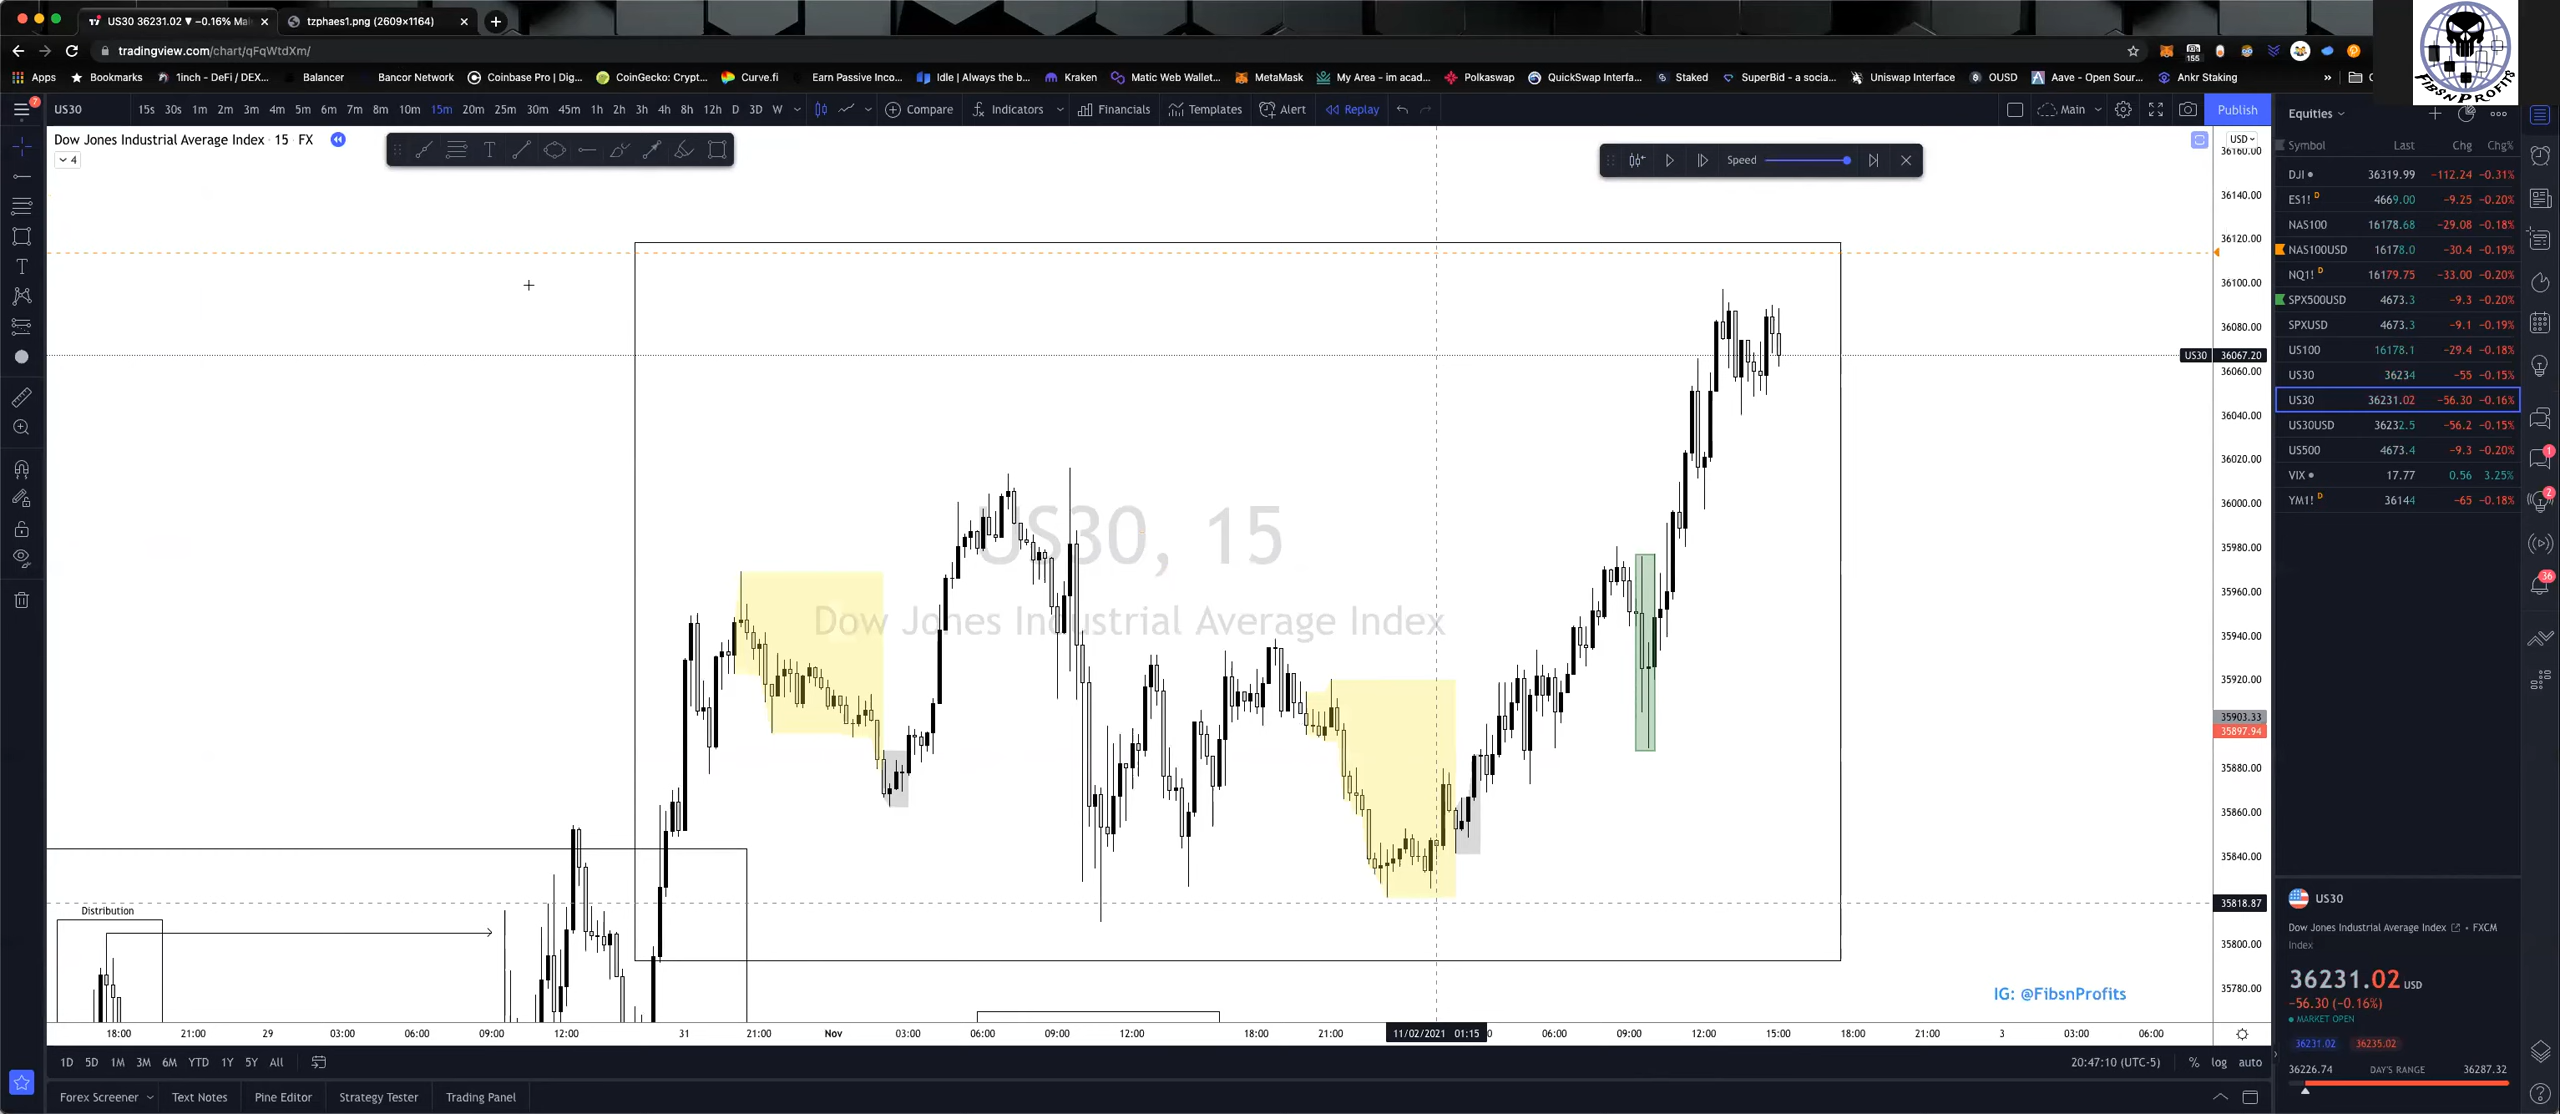 US30 36231.02 ▼ −0.16% Mai
tzphaes1.png (2609×1164)
tradingview.com/chart/qFqWtdXm/
155
Apps
Bookmarks
1inch - DeFi / DEX...
Balancer
Bancor Network
Coinbase Pro | Dig...
CoinGecko: Crypt...
Curve.fi
Earn Passive Inco...
Idle | Always the b...
Kraken
Matic Web Wallet...
MetaMask
My Area - im acad...
Polkaswap
QuickSwap Interfa...
Staked
SuperBid - a socia...
Uniswap Interface
OUSD
Aave - Open Sour...
Ankr Staking
»
FIBSNPROFITS
7
US30
15s 30s 1m 2m 3m 4m 5m 6m 7m 8m 10m 15m 20m 25m 30m 45m 1h 2h 3h 4h 8h 12h D 3D W
Compare
Indicators
Financials
Templates
Alert
Replay
Main
Publish
Dow Jones Industrial Average Index · 15 · FX
4
Speed
USD
36160.00
36140.00
36120.00
36100.00
36080.00
US30 36067.20
36060.00
36040.00
36020.00
36000.00
35980.00
35960.00
35940.00
35920.00
35903.33
35897.94
35880.00
35860.00
35840.00
35818.87
35800.00
35780.00
US30, 15
Dow Jones Industrial Average Index
Distribution
IG: @FibsnProfits
18:00 21:00 29 03:00 06:00 09:00 12:00 31 21:00 Nov 03:00 06:00 09:00 12:00 18:00 21:00 11/02/2021 01:15 0 06:00 09:00 12:00 15:00 18:00 21:00 3 03:00 06:00
1D 5D 1M 3M 6M YTD 1Y 5Y All
20:47:10 (UTC-5) % log auto
Forex Screener
Text Notes
Pine Editor
Strategy Tester
Trading Panel
Equities
Symbol Last Chg Chg%
DJI 36319.99 −112.24 −0.31%
ES1! D 4669.00 −9.25 −0.20%
NAS100 16178.68 −29.08 −0.18%
NAS100USD 16178.0 −30.4 −0.19%
NQ1! D 16179.75 −33.00 −0.20%
SPX500USD 4673.3 −9.3 −0.20%
SPXUSD 4673.3 −9.1 −0.19%
US100 16178.1 −29.4 −0.18%
US30 36234 −55 −0.15%
US30 36231.02 −56.30 −0.16%
US30USD 36232.5 −56.2 −0.15%
US500 4673.4 −9.3 −0.20%
VIX 17.77 0.56 3.25%
YM1! D 36144 −65 −0.18%
1
2
36
US30
Dow Jones Industrial Average Index • FXCM
Index
36231.02 USD
−56.30 (−0.16%)
MARKET OPEN
36231.02 36235.02
36226.74 DAY'S RANGE 36287.32